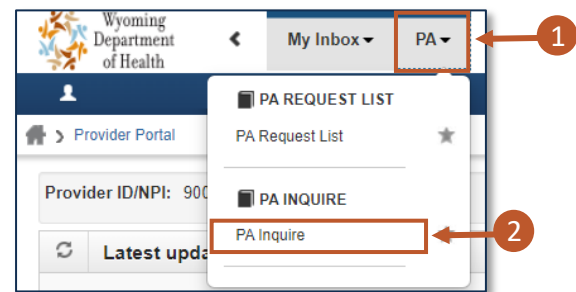 Wyoming
Department
of Health
My Inbox
PA
1
PA REQUEST LIST
Provider Portal
PA Request List
Provider ID/NPI: 900
PA INQUIRE
PA Inquire
2
Latest upda